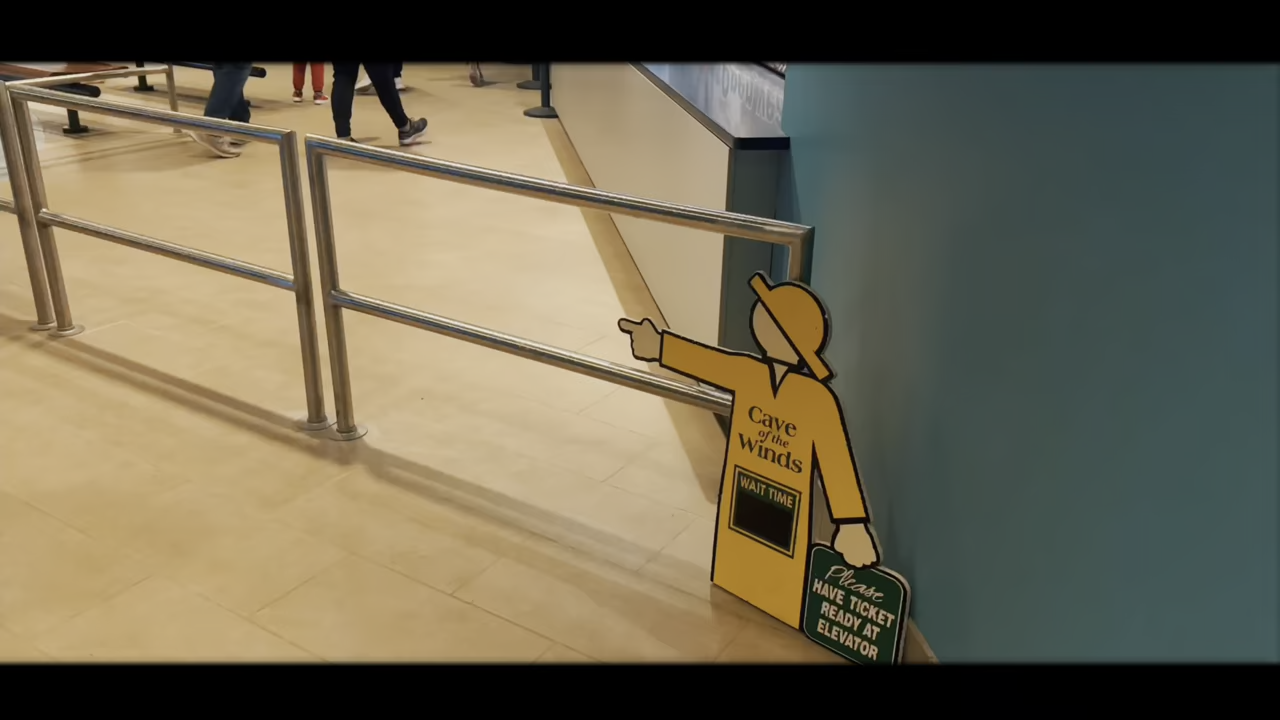 Cave
of the
Winds
WAIT TIME
Please
HAVE TICKET
READY AT
ELEVATOR